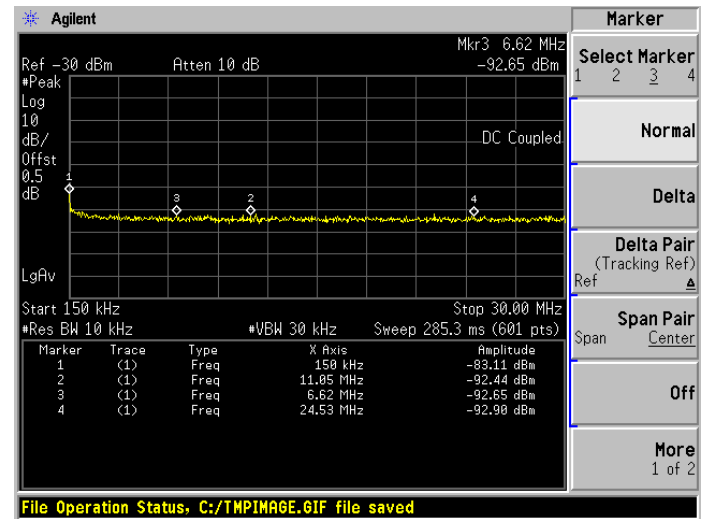 Agilent
Marker
Mkr3 6.62 MHz
Ref -30 dBm Atten 10 dB -92.65 dBm
#Peak
Log
10
dB/
Offst
0.5
dB
DC Coupled
1
3
2
4
LgAv
Start 150 kHz Stop 30.00 MHz
#Res BW 10 kHz #VBW 30 kHz Sweep 285.3 ms (601 pts)
Marker Trace Type X Axis Amplitude
1 (1) Freq 150 kHz -83.11 dBm
2 (1) Freq 11.05 MHz -92.44 dBm
3 (1) Freq 6.62 MHz -92.65 dBm
4 (1) Freq 24.53 MHz -92.90 dBm
Select Marker
1 2 3 4
Normal
Delta
Delta Pair
(Tracking Ref)
Ref Δ
Span Pair
Span Center
Off
More
1 of 2
File Operation Status, C:/TMPIMAGE.GIF file saved